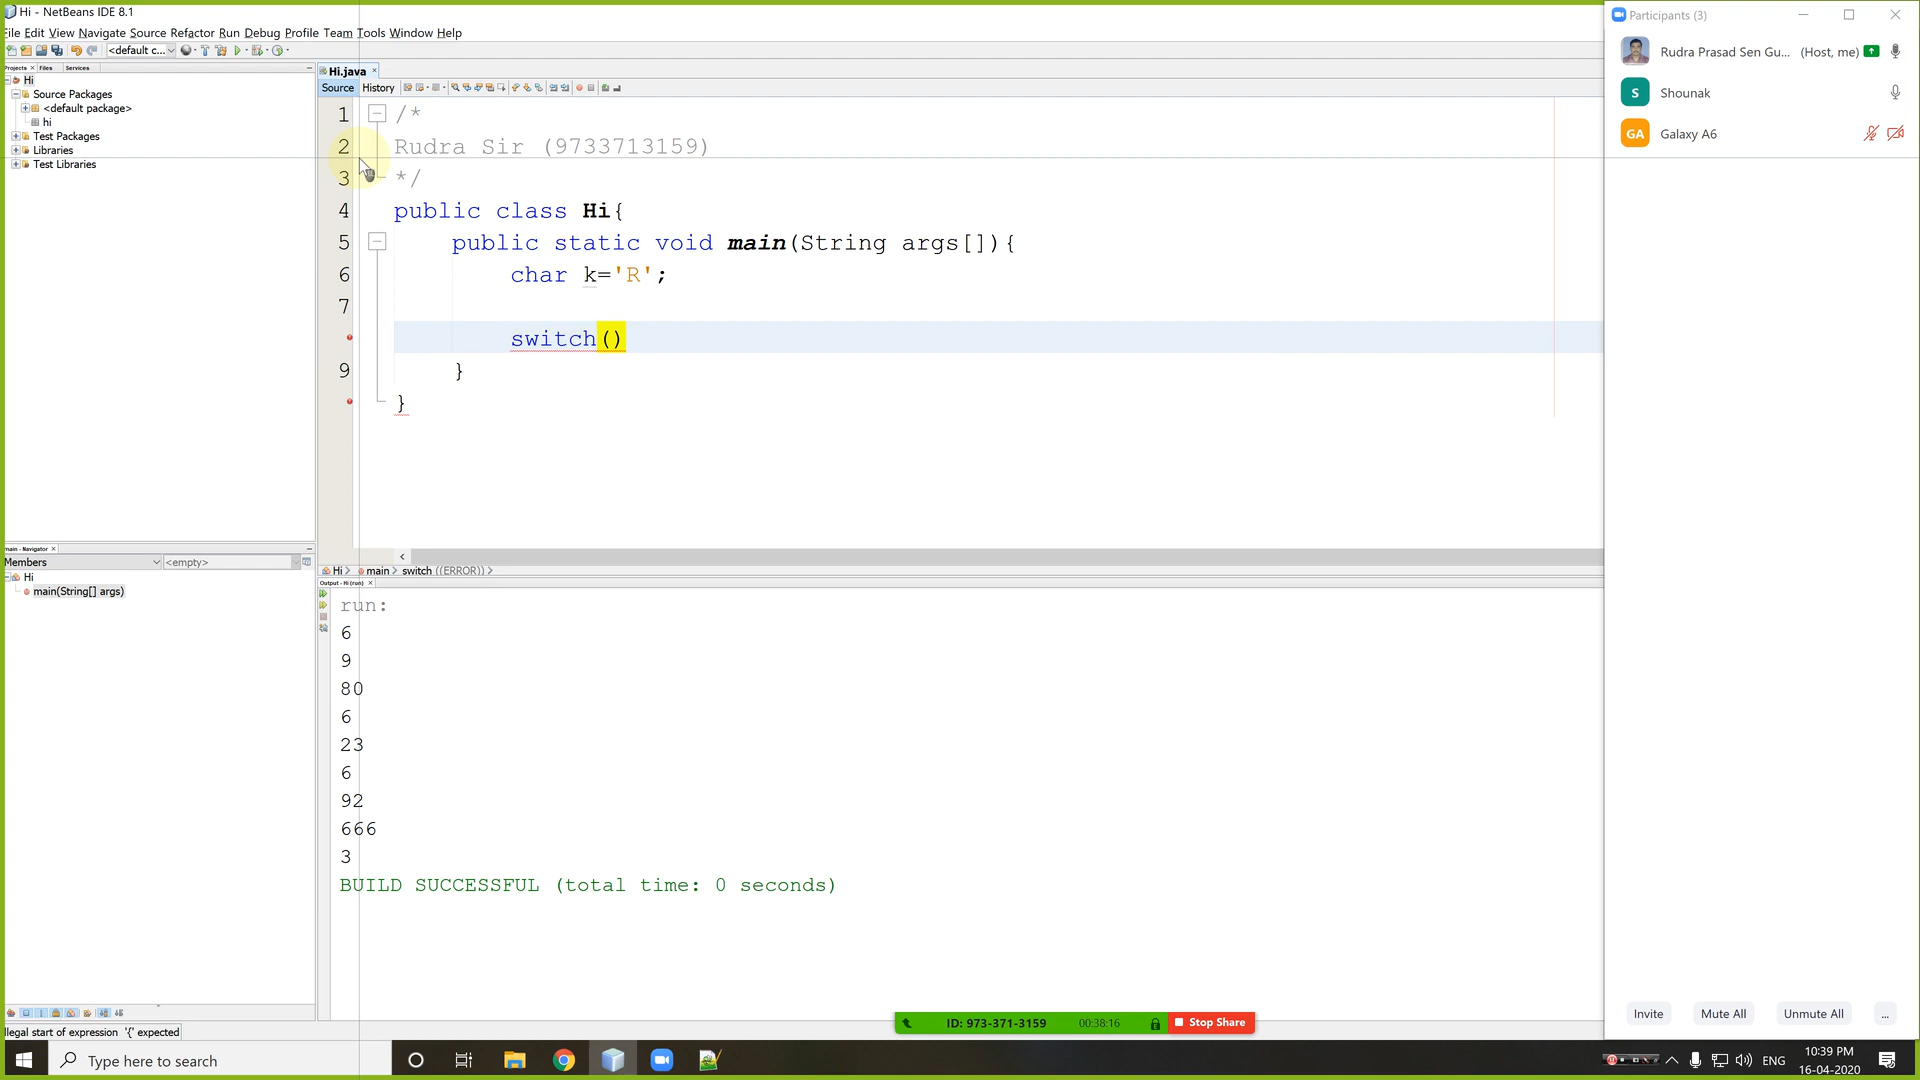 Hi - NetBeans IDE 8.1
File Edit View Navigate Source Refactor Run Debug Profile Team Tools Window Help
<default c...
Projects Files Services
Hi
Source Packages
<default package>
hi
Test Packages
Libraries
Test Libraries
Hi.java
Source History
1 /*
2 Rudra Sir (9733713159)
3 */
4 public class Hi{
5 public static void main(String args[]){
6 char k='R';
7
switch()
9 }
}
Hi main switch ((ERROR))
main - Navigator
Members <empty>
Hi
main(String[] args)
Output - Hi (run)
run:
6
9
80
6
23
6
92
666
3
BUILD SUCCESSFUL (total time: 0 seconds)
llegal start of expression '{' expected
ID: 973-371-3159 00:38:16 Stop Share
Participants (3)
Rudra Prasad Sen Gu... (Host, me)
S Shounak
GA Galaxy A6
Invite Mute All Unmute All ...
Type here to search
ENG
10:39 PM
16-04-2020